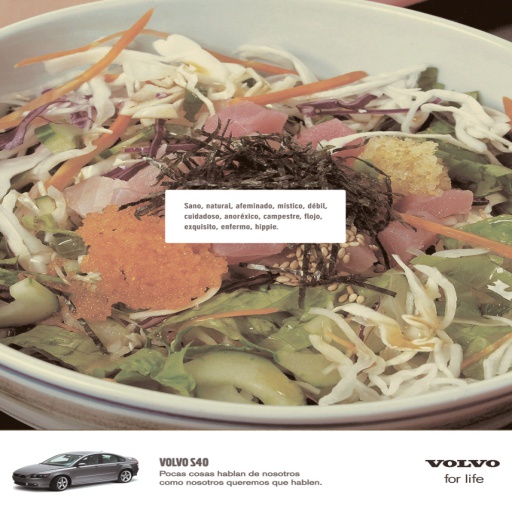 Sano, natural, afeminado, místico, débil,
cuidadoso, anoréxico, campestre, flojo,
exquisito, enfermo, hippie.
VOLVO S40
Pocas cosas hablan de nosotros
como nosotros queremos que hablen.
VOLVO
for life